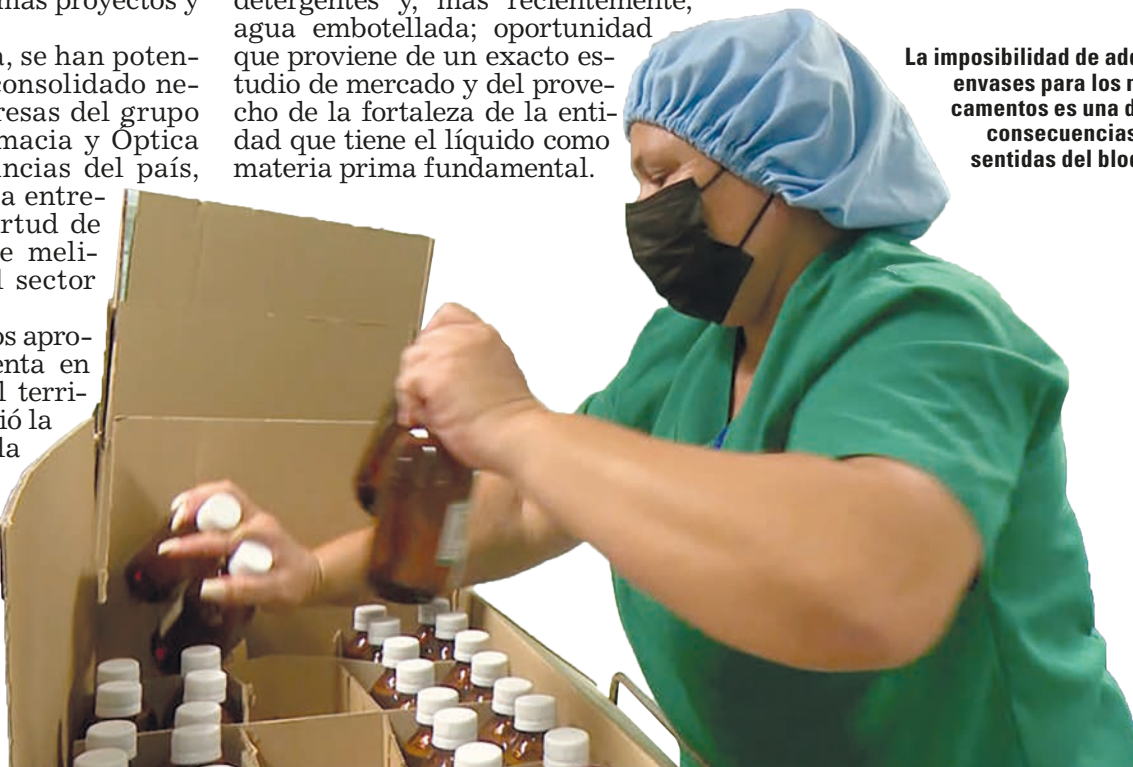 más proyectos y
a, se han poten-
consolidado ne-
resas del grupo
macia y Óptica
ncias del país,
a entre-
rtud de
e meli-
l sector
os apro-
enta en
l terri-
ió la
la
detergentes y, más recientemente,
agua embotellada; oportunidad
que proviene de un exacto es-
tudio de mercado y del prove-
cho de la fortaleza de la enti-
dad que tiene el líquido como
materia prima fundamental.
La imposibilidad de adq
envases para los m
camentos es una d
consecuencias
sentidas del bloq